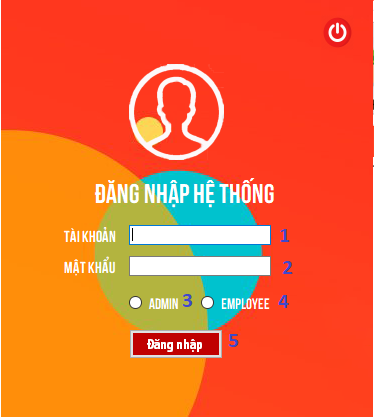 ĐĂNG NHẬP HỆ THỐNG
TÀI KHOẢN 1
MẬT KHẨU 2
ADMIN 3 EMPLOYEE 4
Đăng nhập 5